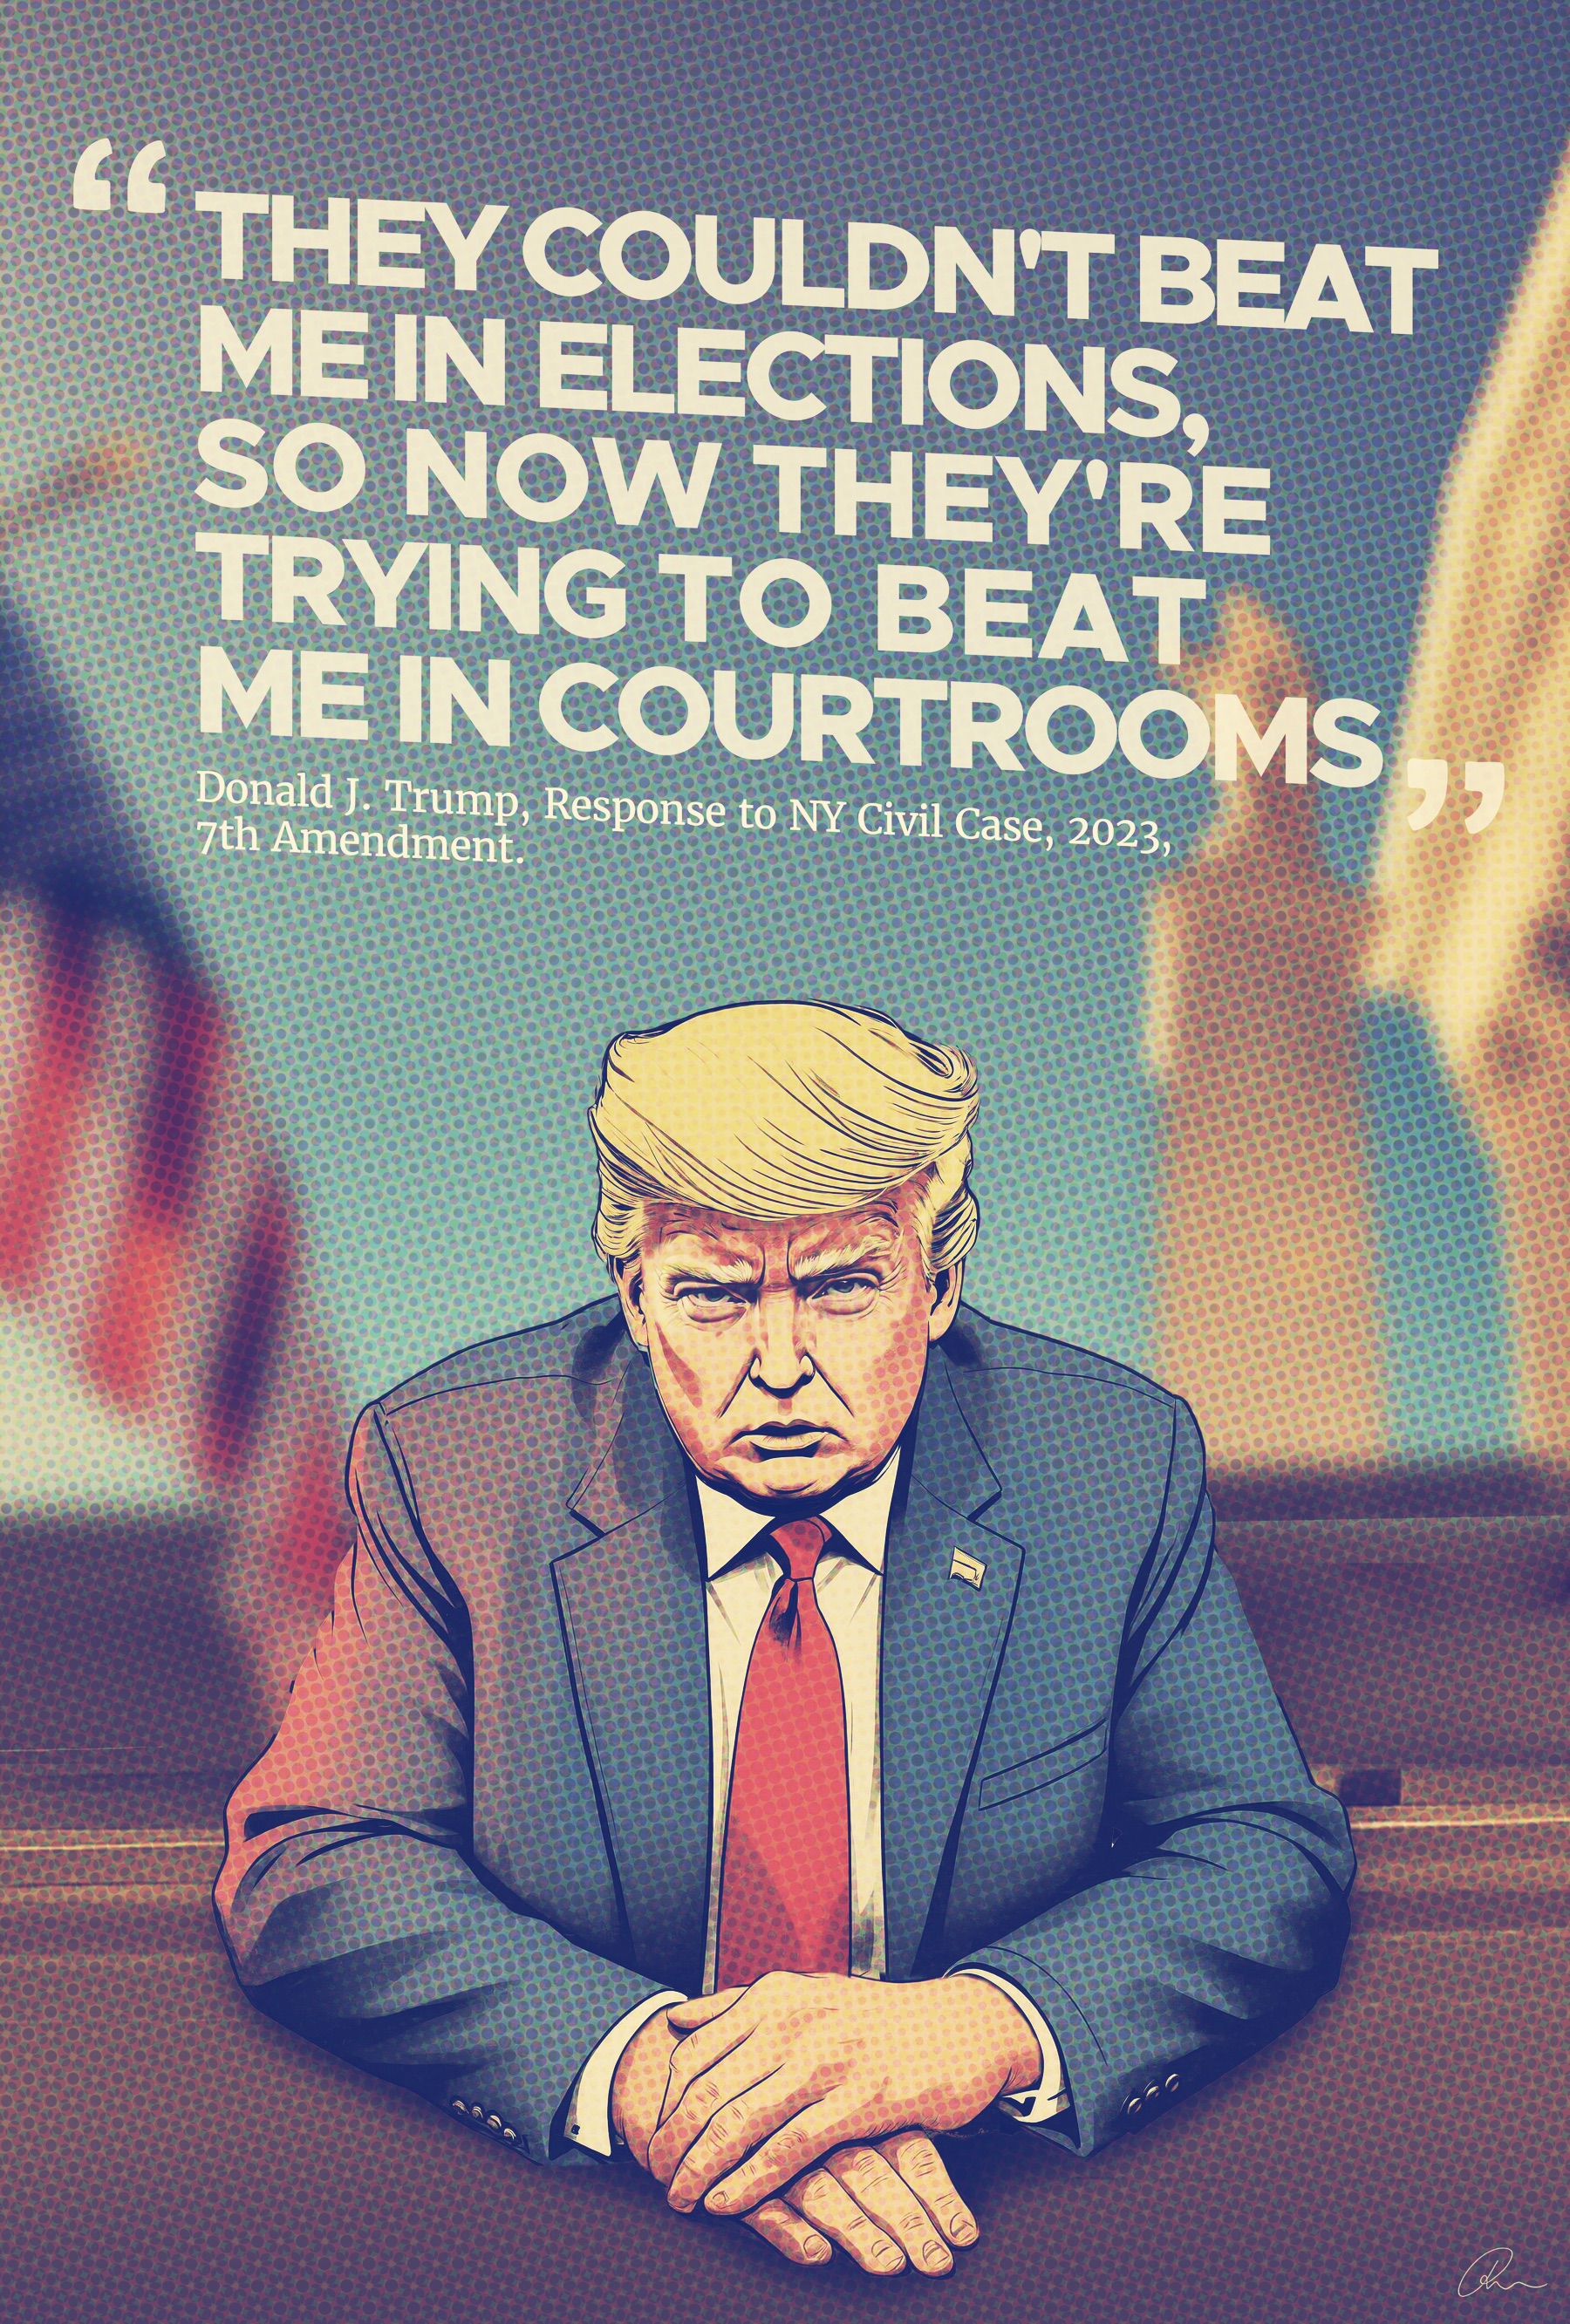 “THEY COULDN'T BEAT
ME IN ELECTIONS,
SO NOW THEY'RE
TRYING TO BEAT
ME IN COURTROOMS”
Donald J. Trump, Response to NY Civil Case, 2023,
7th Amendment.